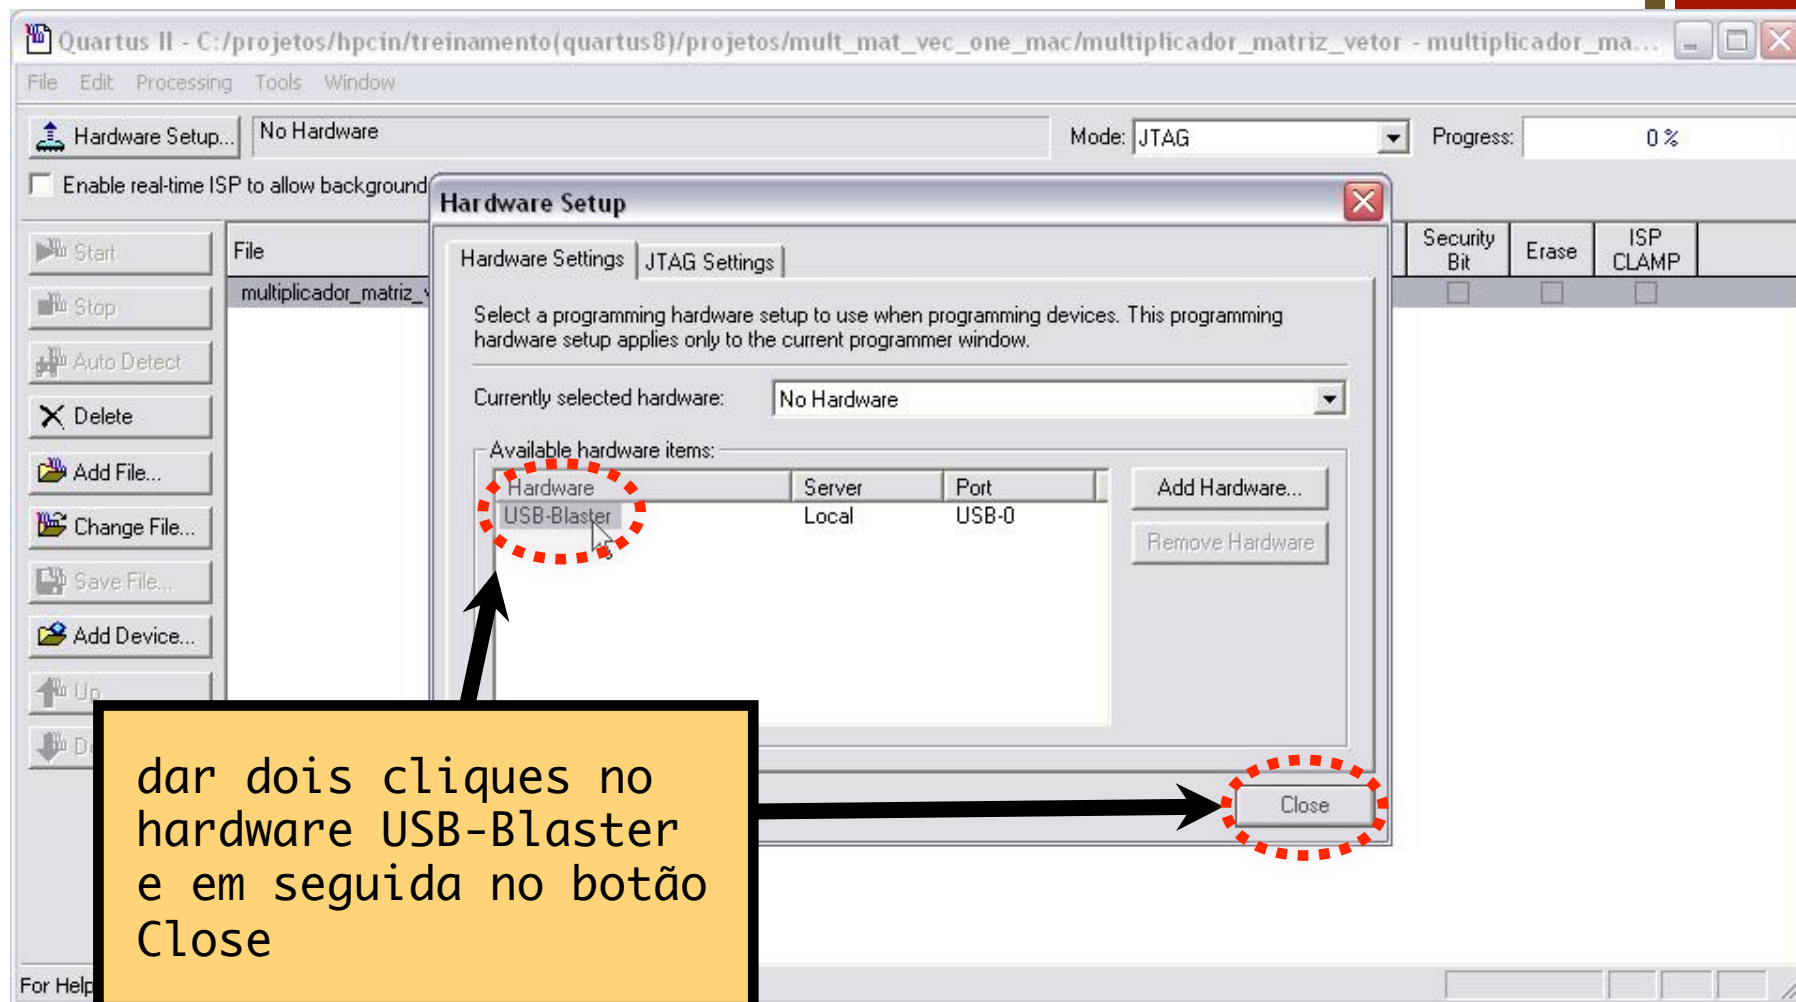 Quartus II - C:/projetos/hpcin/treinamento(quartus8)/projetos/mult_mat_vec_one_mac/multiplicador_matriz_vetor - multiplicador_ma...
File Edit Processing Tools Window
Hardware Setup... No Hardware Mode: JTAG Progress: 0 %
Enable real-time ISP to allow background
Hardware Setup
Start
Stop
Auto Detect
Delete
Add File...
Change File...
Save File...
Add Device...
Up
File
multiplicador_matriz_
Security Bit Erase ISP CLAMP
Hardware Settings JTAG Settings
Select a programming hardware setup to use when programming devices. This programming
hardware setup applies only to the current programmer window.
Currently selected hardware: No Hardware
Available hardware items:
Hardware Server Port
USB-Blaster Local USB-0
Add Hardware...
Remove Hardware
Close
dar dois cliques no
hardware USB-Blaster
e em seguida no botão
Close
For Help